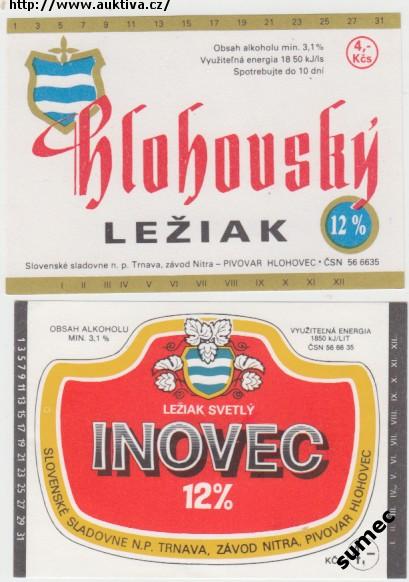 http://www.auktiva.cz/
1 3 5 7 9 11 13 15 17 19 21 23 25 27 31
Obsah alkoholu min. 3,1%
Využiteľná energia 18 50 kJ/ls
Spotrebujte do 10 dní
4,-
Kčs
hlohovský
LEŽIAK
12 %
Slovenské sladovne n. p. Trnava, závod Nitra – PIVOVAR HLOHOVEC • ČSN 56 6635
I II III IV V VI VII VIII IX X XI XII
OBSAH ALKOHOLU
MIN. 3,1 %
VYUŽITEĽNÁ ENERGIA
1850 kJ/LIT
ČSN 56 66 35
1 3 5 7 9 11 13 15 17 19 21 23 25 27 29 31
LEŽIAK SVETLÝ
INOVEC
12%
SLOVENSKÉ SLADOVNE N.P. TRNAVA, ZÁVOD NITRA, PIVOVAR HLOHOVEC
I. II. III. IV. V. VI. VII. VIII. IX. X. XI. XII.
sumec